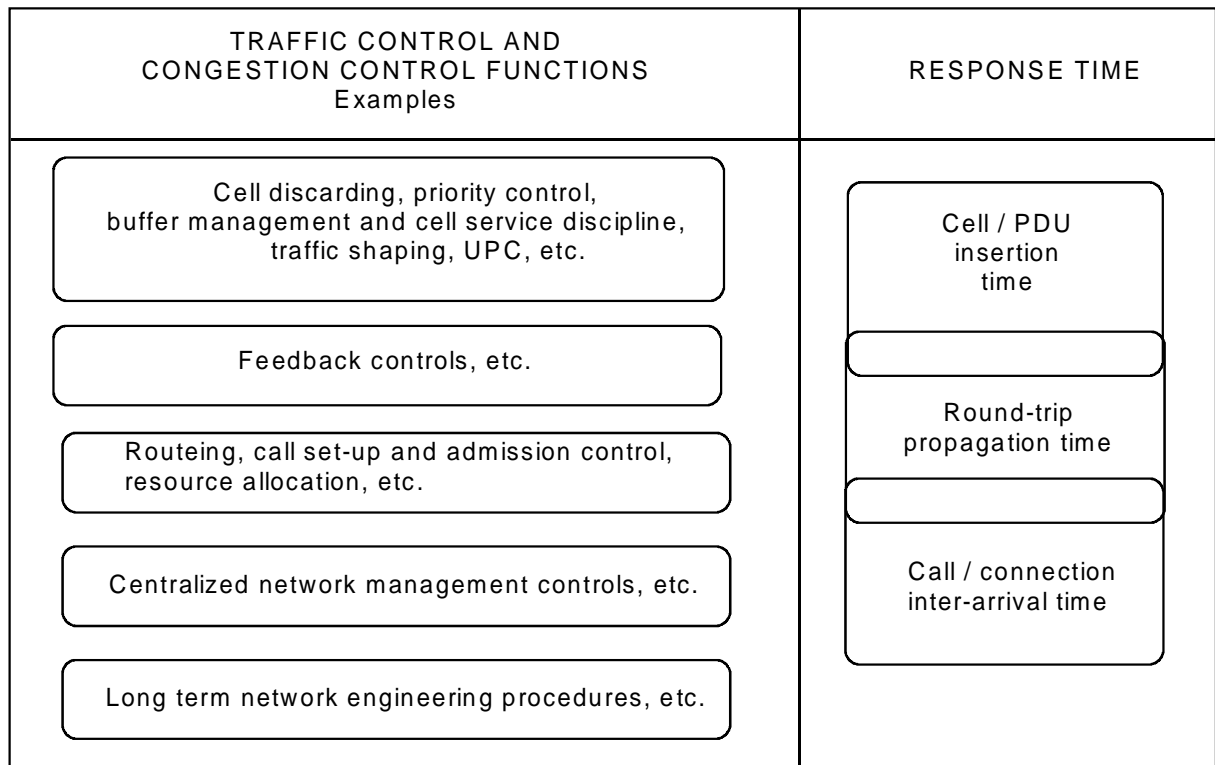 TRAFFIC CONTROL AND
CONGESTION CONTROL FUNCTIONS
Examples
RESPONSE TIME
Cell discarding, priority control,
buffer management and cell service discipline,
traffic shaping, UPC, etc.
Feedback controls, etc.
Routeing, call set-up and admission control,
resource allocation, etc.
Centralized network management controls, etc.
Long term network engineering procedures, etc.
Cell / PDU
insertion
time
Round-trip
propagation time
Call / connection
inter-arrival time